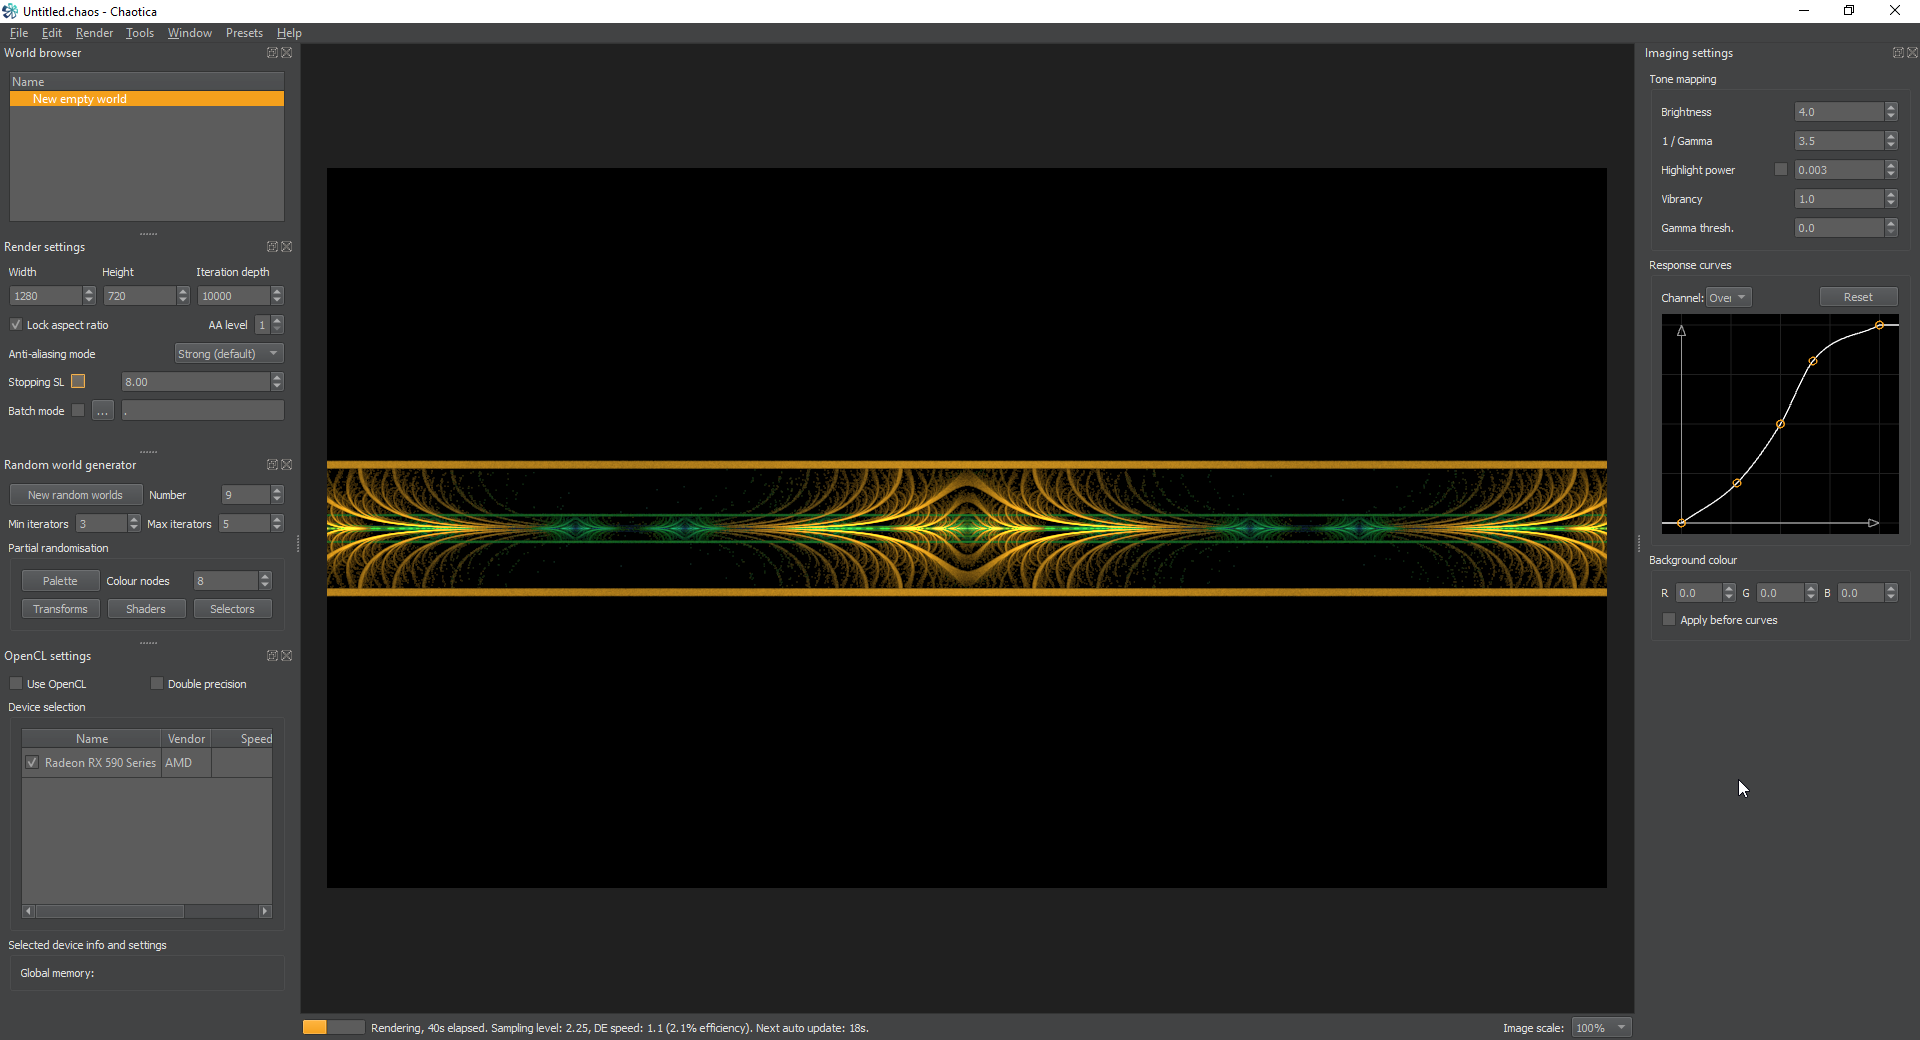 Untitled.chaos - Chaotica
File Edit Render Tools Window Presets Help
World browser
Name
New empty world
Render settings
Width Height Iteration depth
1280 720 10000
Lock aspect ratio AA level 1
Anti-aliasing mode Strong (default)
Stopping SL 8.00
Batch mode ... .
Random world generator
New random worlds Number 9
Min iterators 3 Max iterators 5
Partial randomisation
Palette Colour nodes 8
Transforms Shaders Selectors
OpenCL settings
Use OpenCL Double precision
Device selection
Name Vendor Speed
Radeon RX 590 Series AMD
Selected device info and settings
Global memory:
Rendering, 40s elapsed. Sampling level: 2.25, DE speed: 1.1 (2.1% efficiency). Next auto update: 18s.
Image scale: 100%
Imaging settings
Tone mapping
Brightness 4.0
1 / Gamma 3.5
Highlight power 0.003
Vibrancy 1.0
Gamma thresh. 0.0
Response curves
Channel: Over Reset
Background colour
R 0.0 G 0.0 B 0.0
Apply before curves